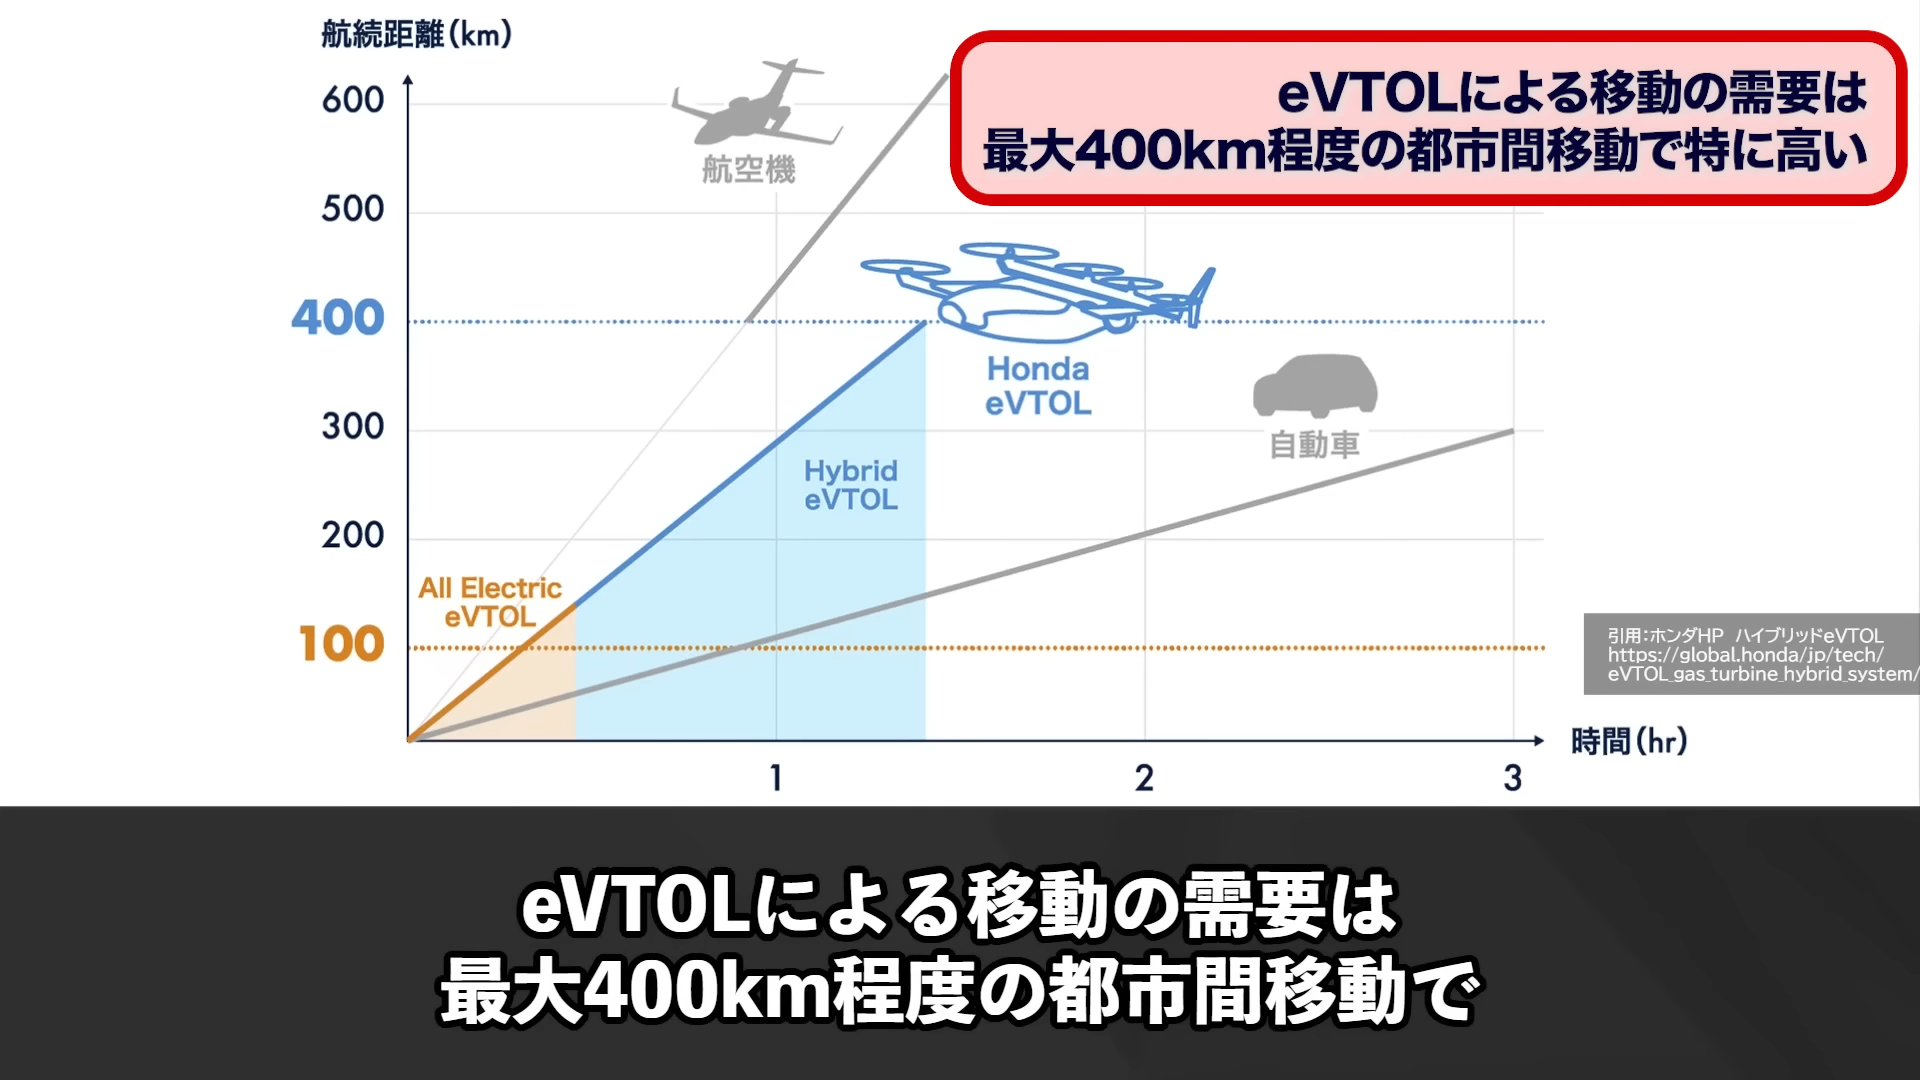 航続距離(km)
eVTOLによる移動の需要は
最大400km程度の都市間移動で特に高い
600
航空機
500
400
Honda
eVTOL
300
自動車
Hybrid
eVTOL
200
All Electric
eVTOL
100
引用:ホンダHP ハイブリッドeVTOL
https://global.honda/jp/tech/
eVTOL_gas_turbine_hybrid_system/
時間(hr)
1
2
3
eVTOLによる移動の需要は
最大400km程度の都市間移動で